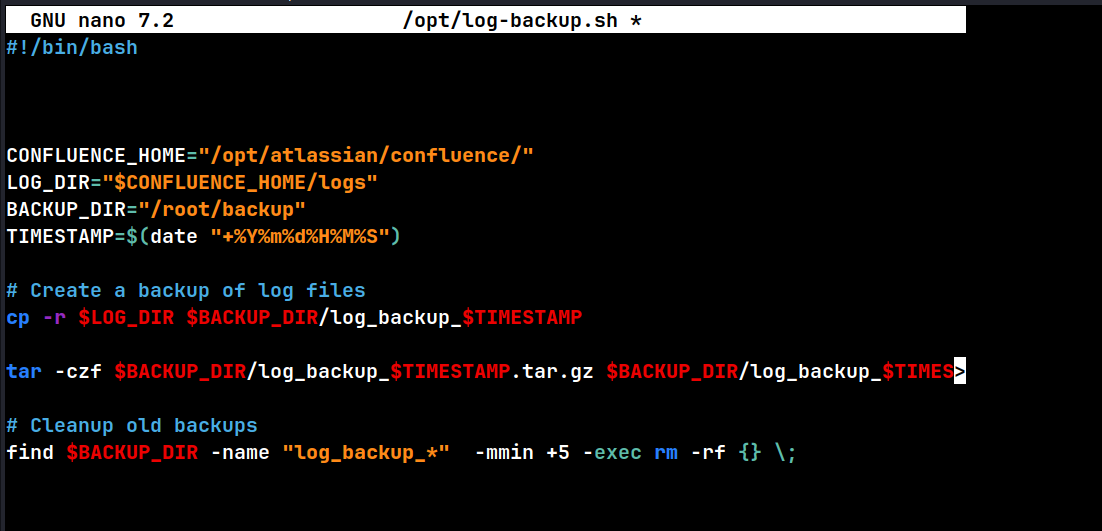 GNU nano 7.2 /opt/log-backup.sh *
#!/bin/bash
CONFLUENCE_HOME="/opt/atlassian/confluence/"
LOG_DIR="$CONFLUENCE_HOME/logs"
BACKUP_DIR="/root/backup"
TIMESTAMP=$(date "+%Y%m%d%H%M%S")
# Create a backup of log files
cp -r $LOG_DIR $BACKUP_DIR/log_backup_$TIMESTAMP
tar -czf $BACKUP_DIR/log_backup_$TIMESTAMP.tar.gz $BACKUP_DIR/log_backup_$TIMES>
# Cleanup old backups
find $BACKUP_DIR -name "log_backup_*"  -mmin +5 -exec rm -rf {} \;